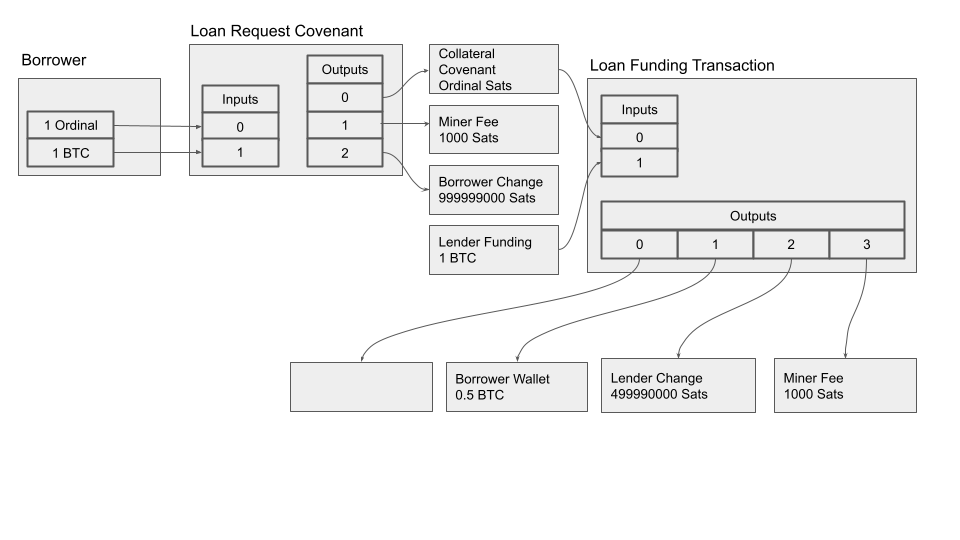 Borrower
1 Ordinal
1 BTC
Loan Request Covenant
Inputs
0
1
Outputs
0
1
2
Collateral
Covenant
Ordinal Sats
Miner Fee
1000 Sats
Borrower Change
999999000 Sats
Lender Funding
1 BTC
Loan Funding Transaction
Inputs
0
1
Outputs
0 1 2 3
Borrower Wallet
0.5 BTC
Lender Change
499990000 Sats
Miner Fee
1000 Sats